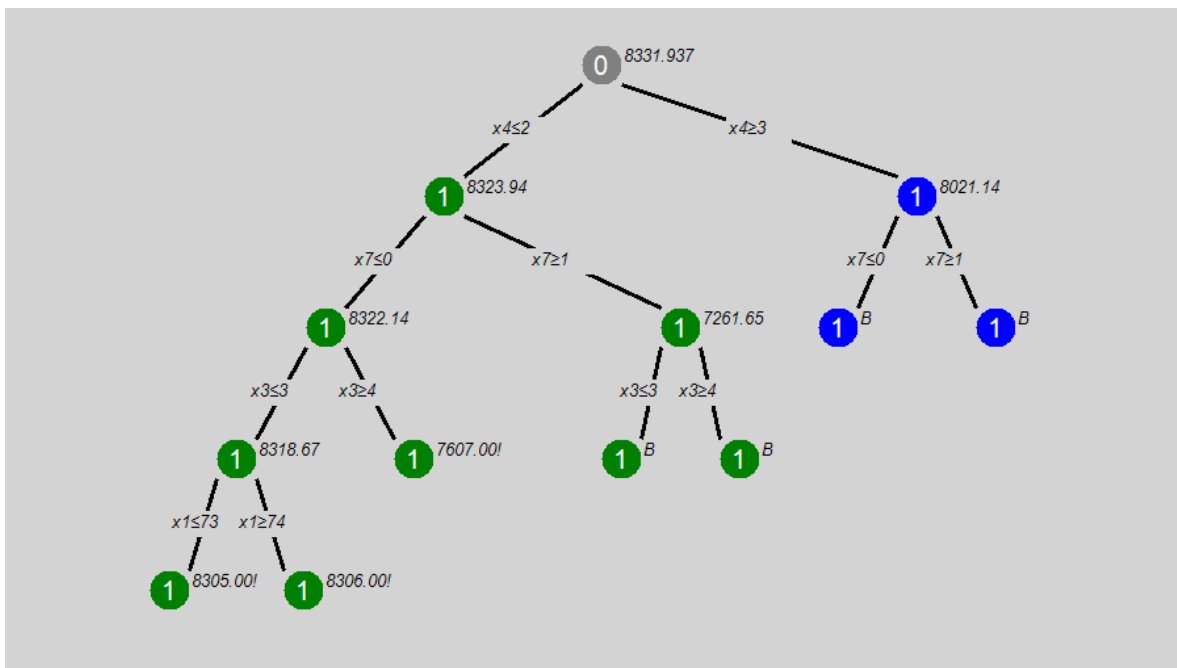 0 8331.937
x4≤2 x4≥3
1 8323.94 1 8021.14
x7≤0 x7≥1 x7≤0 x7≥1
1 8322.14 1 7261.65 1 B 1 B
x3≤3 x3≥4 x3≤3 x3≥4
1 8318.67 1 7607.00! 1 B 1 B
x1≤73 x1≥74
1 8305.00! 1 8306.00!